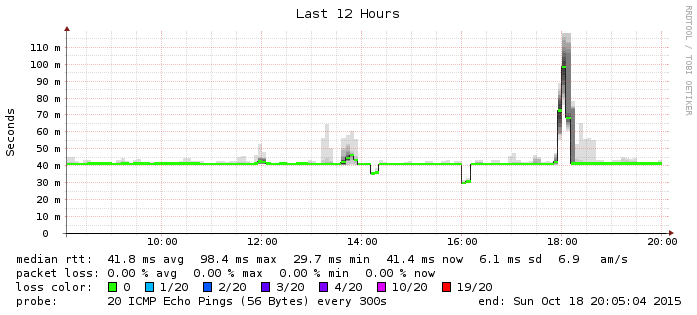 Last 12 Hours
RRDTOOL / TOBI OETIKER
Seconds
110 m
100 m
90 m
80 m
70 m
60 m
50 m
40 m
30 m
20 m
10 m
0
10:00 12:00 14:00 16:00 18:00 20:00
median rtt: 41.8 ms avg 98.4 ms max 29.7 ms min 41.4 ms now 6.1 ms sd 6.9 am/s
packet loss: 0.00 % avg 0.00 % max 0.00 % min 0.00 % now
loss color: 0 1/20 2/20 3/20 4/20 10/20 19/20
probe: 20 ICMP Echo Pings (56 Bytes) every 300s end: Sun Oct 18 20:05:04 2015